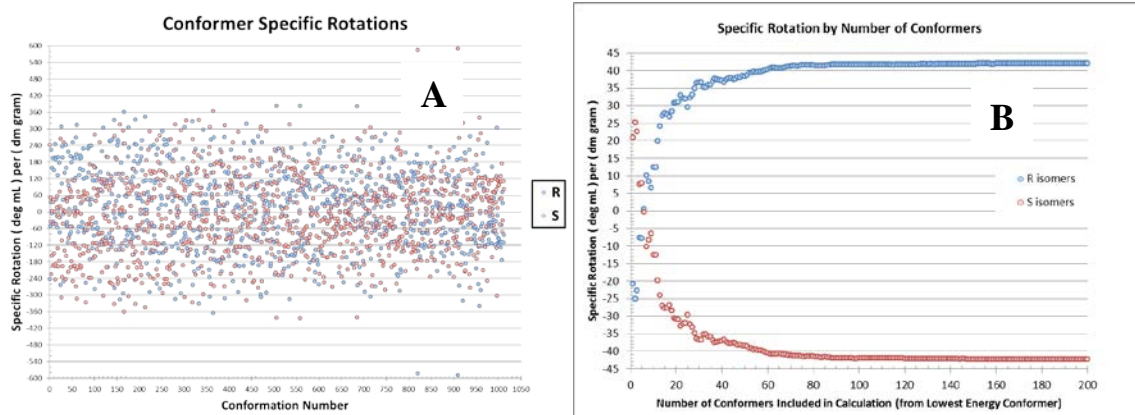 Conformer Specific Rotations
A
Specific Rotation ( deg mL ) per ( dm gram )
600
540
480
420
360
300
240
180
120
60
0
-60
-120
-180
-240
-300
-360
-420
-480
-540
-600
0 50 100 150 200 250 300 350 400 450 500 550 600 650 700 750 800 850 900 950 1000 1050
Conformation Number
R
S
Specific Rotation by Number of Conformers
B
Specific Rotation ( deg mL ) per ( dm gram )
45
40
35
30
25
20
15
10
5
0
-5
-10
-15
-20
-25
-30
-35
-40
-45
R isomers
S isomers
0 20 40 60 80 100 120 140 160 180 200
Number of Conformers Included in Calculation (from Lowest Energy Conformer)